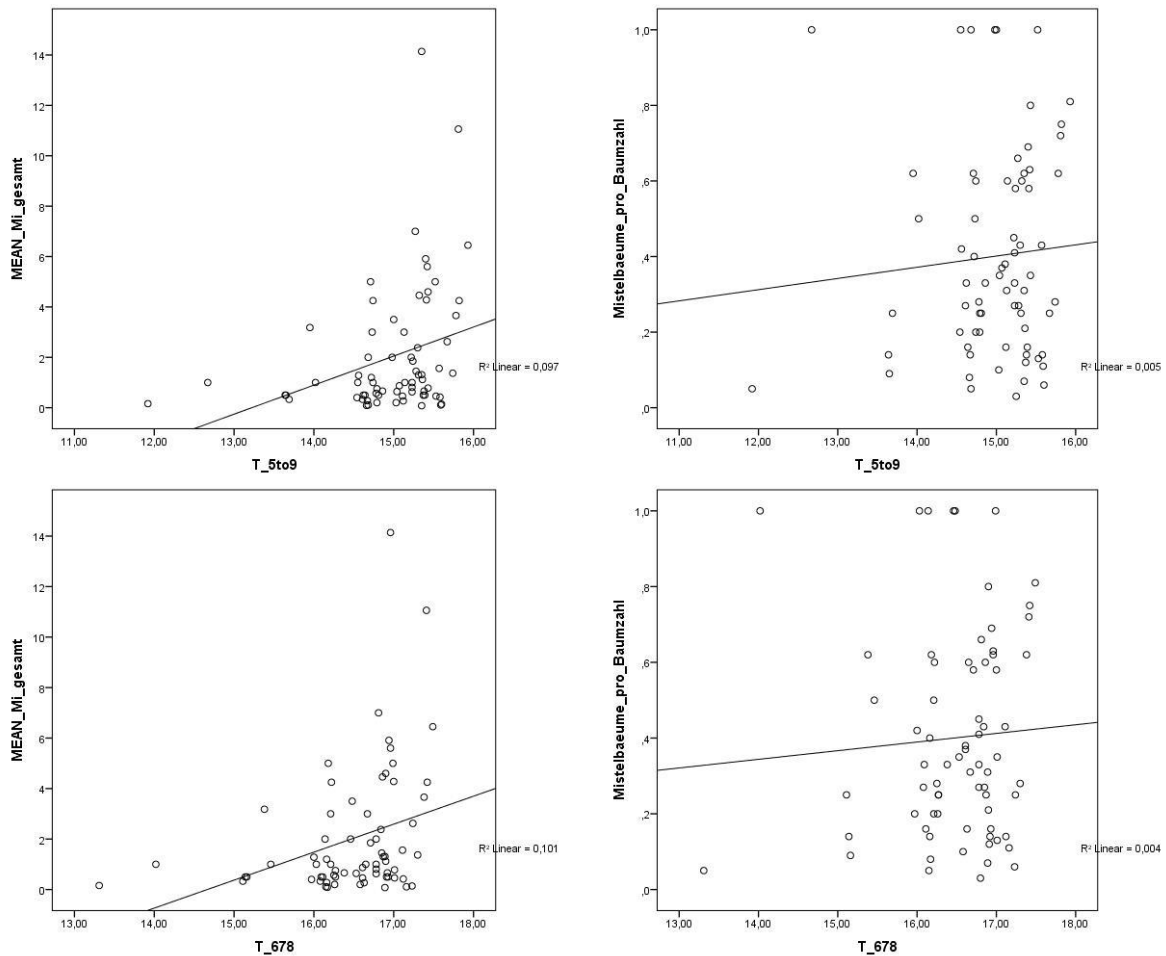 14
12
10
8
6
4
2
0
MEAN_Mi_gesamt
R² Linear = 0,097
11,00 12,00 13,00 14,00 15,00 16,00
T_5to9
1,0
,8
,6
,4
,2
,0
Mistelbaeume_pro_Baumzahl
R² Linear = 0,005
11,00 12,00 13,00 14,00 15,00 16,00
T_5to9
14
12
10
8
6
4
2
0
MEAN_Mi_gesamt
R² Linear = 0,101
13,00 14,00 15,00 16,00 17,00 18,00
T_678
1,0
,8
,6
,4
,2
,0
Mistelbaeume_pro_Baumzahl
R² Linear = 0,004
13,00 14,00 15,00 16,00 17,00 18,00
T_678